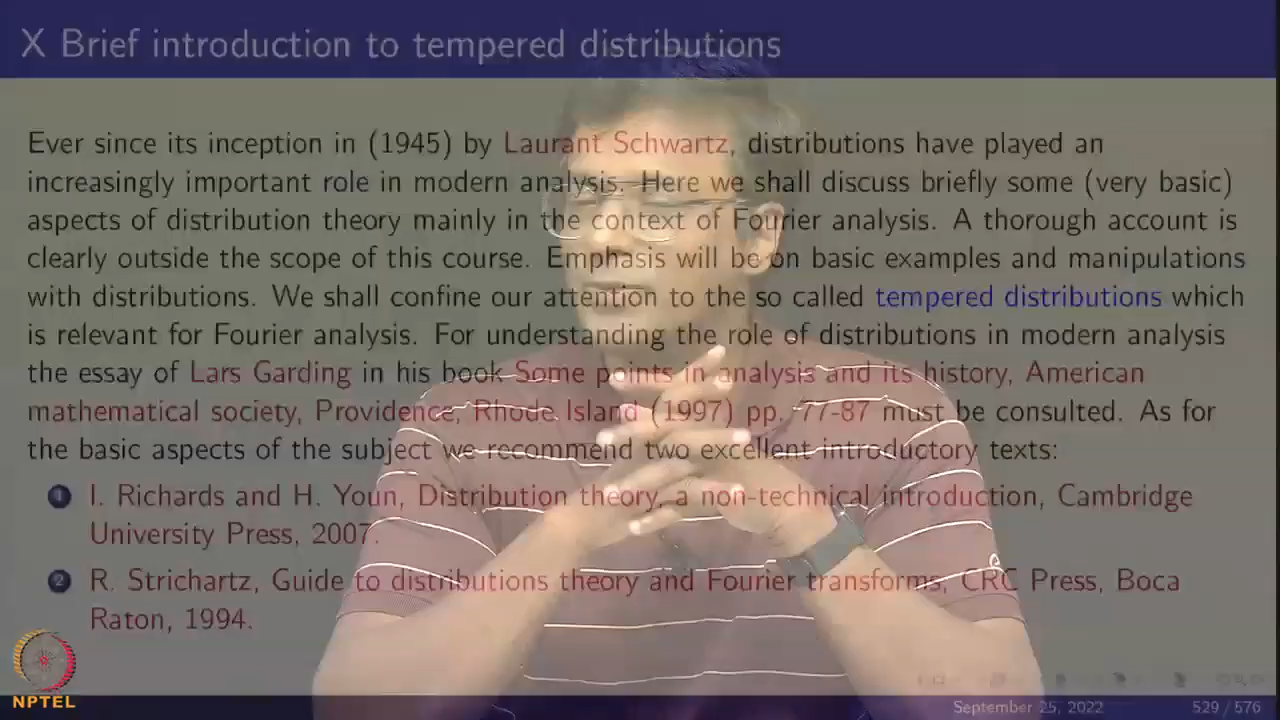 X Brief introduction to tempered distributions
Ever since its inception in (1945) by Laurant Schwartz, distributions have played an
increasingly important role in modern analysis. Here we shall discuss briefly some (very basic)
aspects of distribution theory mainly in the context of Fourier analysis. A thorough account is
clearly outside the scope of this course. Emphasis will be on basic examples and manipulations
with distributions. We shall confine our attention to the so called tempered distributions which
is relevant for Fourier analysis. For understanding the role of distributions in modern analysis
the essay of Lars Garding in his book Some points in analysis and its history, American
mathematical society, Providence, Rhode Island (1997) pp. 77-87 must be consulted. As for
the basic aspects of the subject we recommend two excellent introductory texts:
1 I. Richards and H. Youn, Distribution theory, a non-technical introduction, Cambridge
University Press, 2007.
2 R. Strichartz, Guide to distributions theory and Fourier transforms, CRC Press, Boca
Raton, 1994.
NPTEL
September 25, 2022 529 / 576